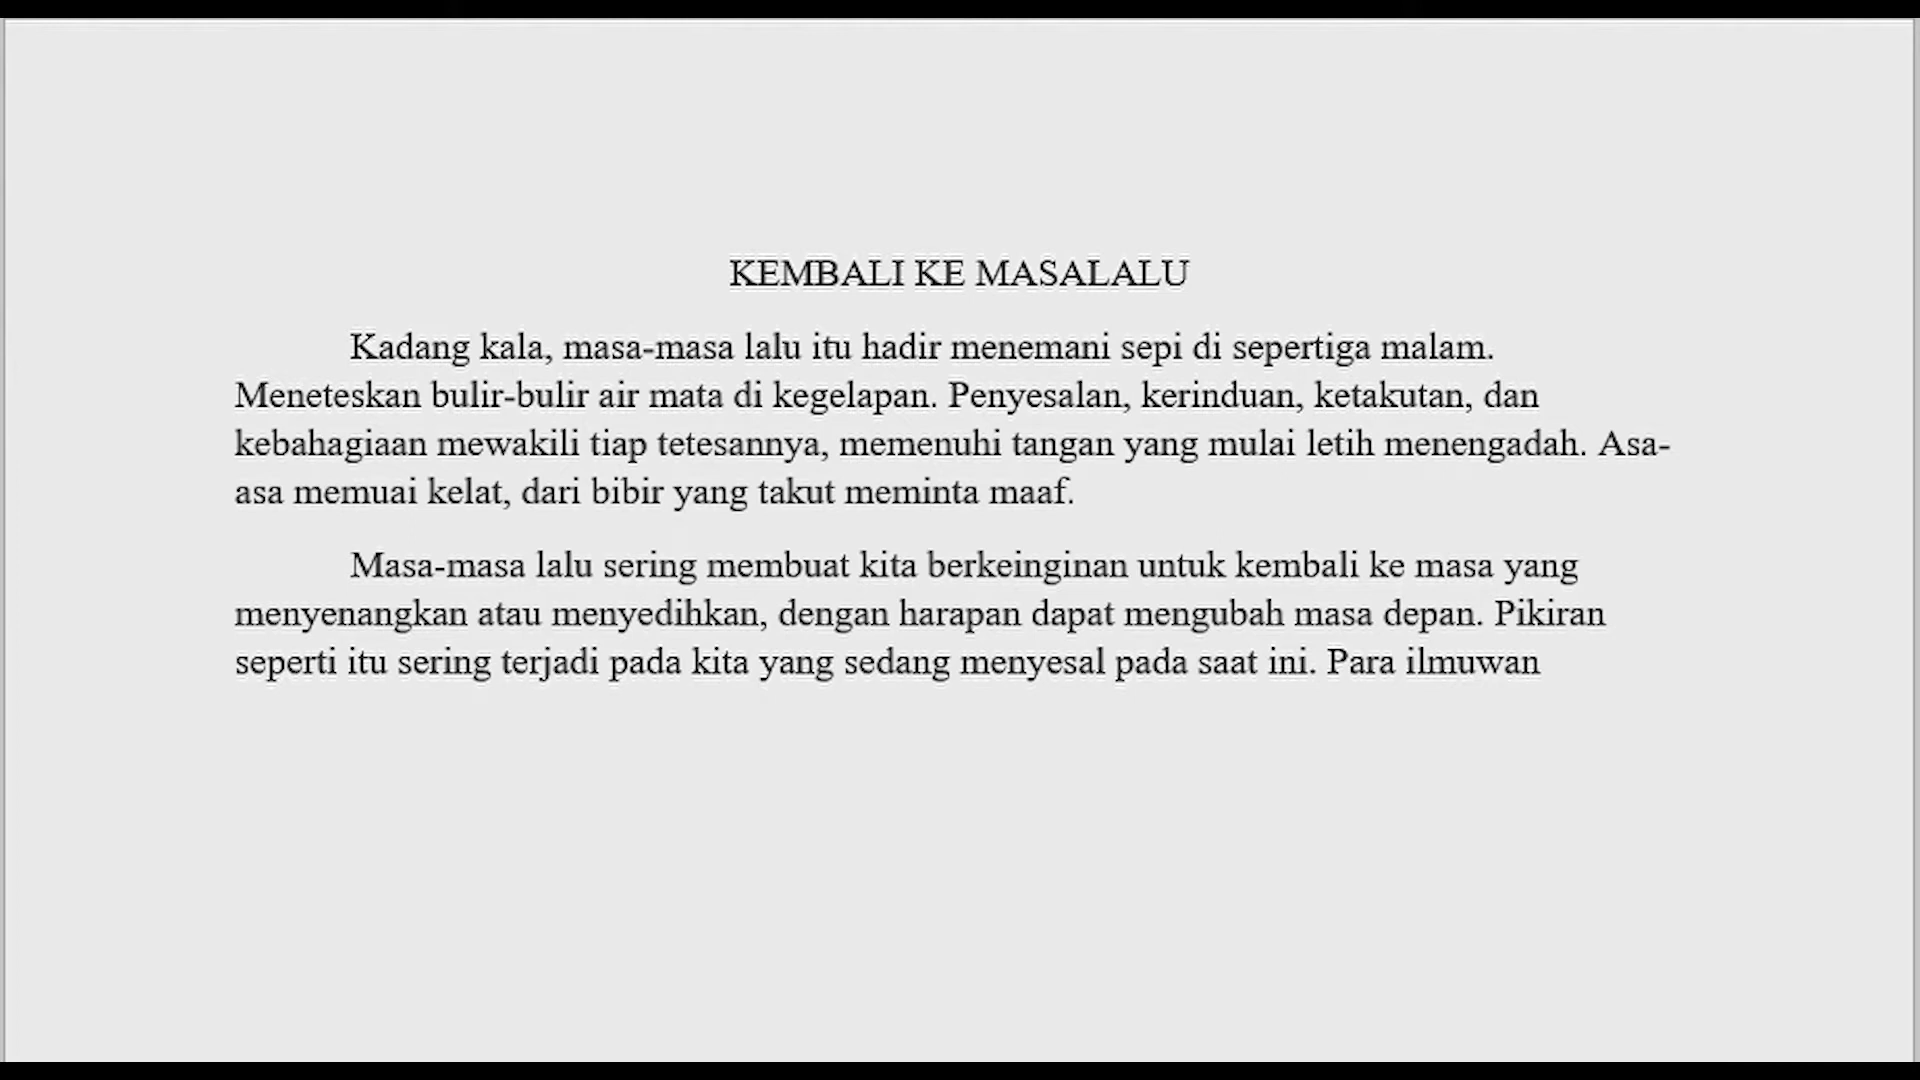 KEMBALI KE MASALALU
Kadang kala, masa-masa lalu itu hadir menemani sepi di sepertiga malam.
Meneteskan bulir-bulir air mata di kegelapan. Penyesalan, kerinduan, ketakutan, dan
kebahagiaan mewakili tiap tetesannya, memenuhi tangan yang mulai letih menengadah. Asa-
asa memuai kelat, dari bibir yang takut meminta maaf.
Masa-masa lalu sering membuat kita berkeinginan untuk kembali ke masa yang
menyenangkan atau menyedihkan, dengan harapan dapat mengubah masa depan. Pikiran
seperti itu sering terjadi pada kita yang sedang menyesal pada saat ini. Para ilmuwan